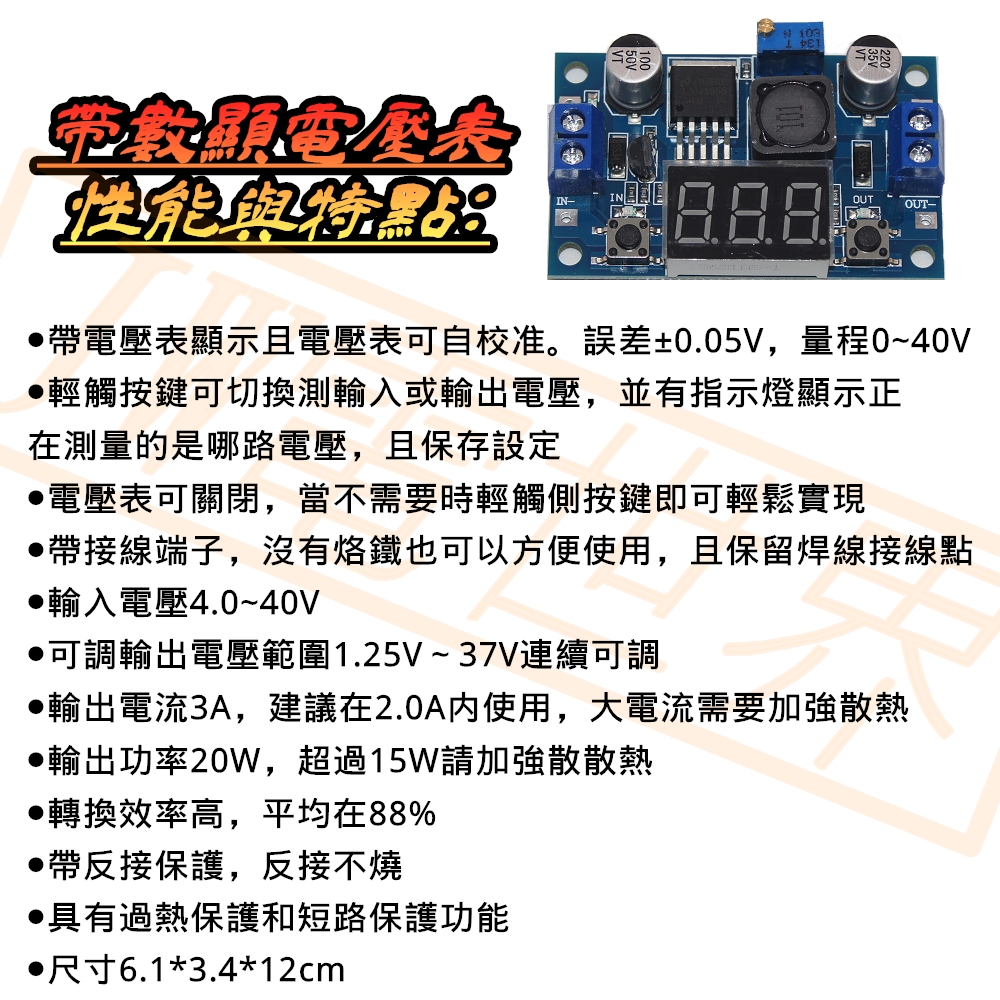 帶數顯電壓表
性能與特點:
100
50V
VT
220
35V
VT
101
IN-
IN
OUT
OUT-
●帶電壓表顯示且電壓表可自校准。誤差±0.05V，量程0~40V
●輕觸按鍵可切換測輸入或輸出電壓，並有指示燈顯示正
在測量的是哪路電壓，且保存設定
●電壓表可關閉，當不需要時輕觸側按鍵即可輕鬆實現
●帶接線端子，沒有烙鐵也可以方便使用，且保留焊線接線點
●輸入電壓4.0~40V
●可調輸出電壓範圍1.25V ~ 37V連續可調
●輸出電流3A，建議在2.0A内使用，大電流需要加強散熱
●輸出功率20W，超過15W請加強散散熱
●轉換效率高，平均在88%
●帶反接保護，反接不燒
●具有過熱保護和短路保護功能
●尺寸6.1*3.4*12cm